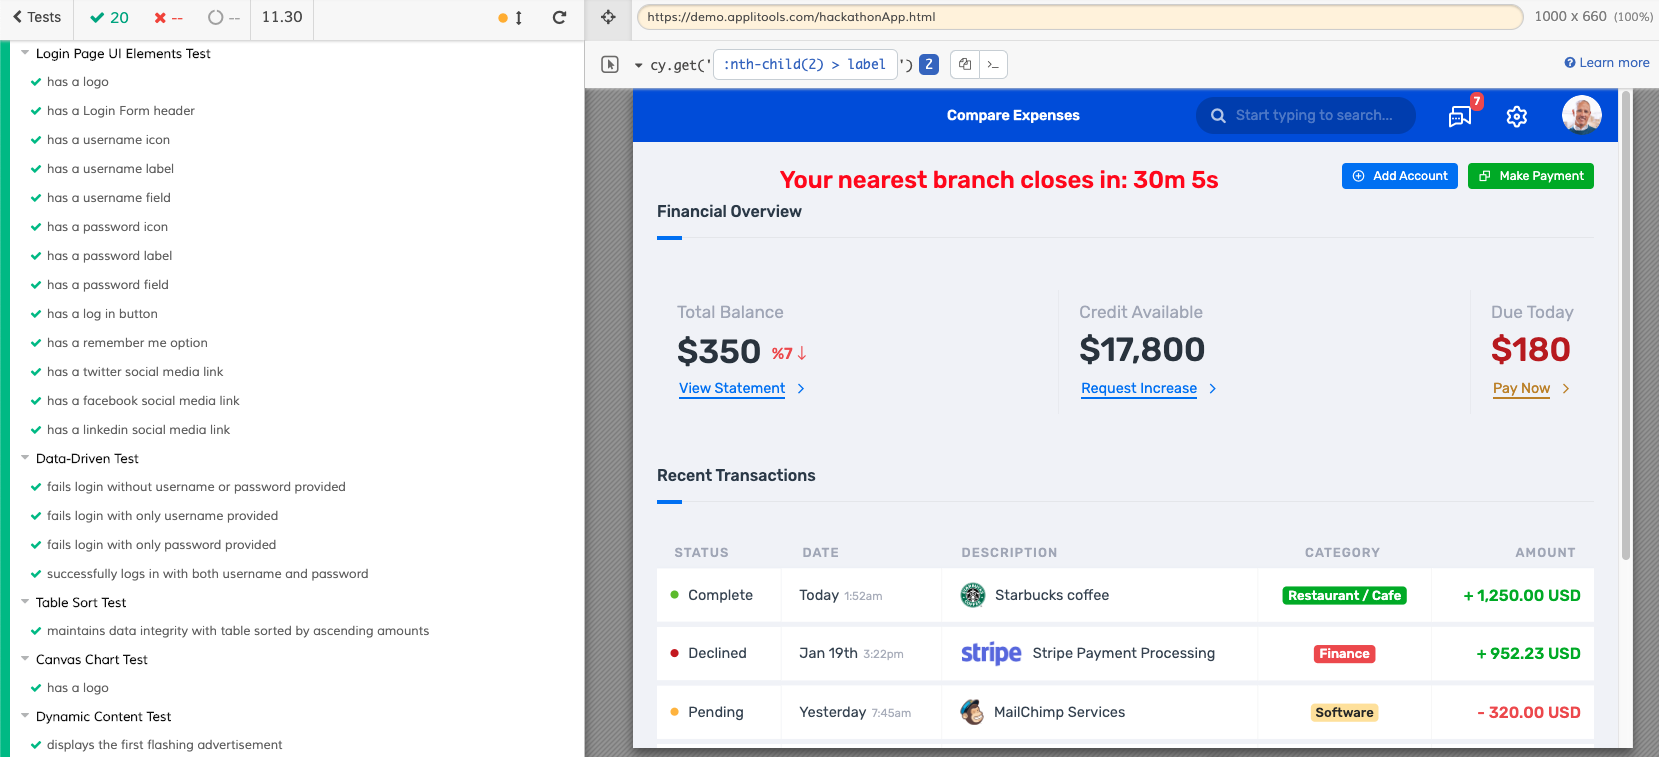 Tests 20 -- -- 11.30
Login Page UI Elements Test
has a logo
has a Login Form header
has a username icon
has a username label
has a username field
has a password icon
has a password label
has a password field
has a log in button
has a remember me option
has a twitter social media link
has a facebook social media link
has a linkedin social media link
Data-Driven Test
fails login without username or password provided
fails login with only username provided
fails login with only password provided
successfully logs in with both username and password
Table Sort Test
maintains data integrity with table sorted by ascending amounts
Canvas Chart Test
has a logo
Dynamic Content Test
displays the first flashing advertisement
https://demo.applitools.com/hackathonApp.html 1000 x 660 (100%)
cy.get(' :nth-child(2) > label ') 2 >_ Learn more
Compare Expenses Start typing to search... 7
Your nearest branch closes in: 30m 5s Add Account Make Payment
Financial Overview
Total Balance Credit Available Due Today
$350 %7 ↓ $17,800 $180
View Statement Request Increase Pay Now
Recent Transactions
STATUS DATE DESCRIPTION CATEGORY AMOUNT
Complete Today 1:52am Starbucks coffee Restaurant / Cafe + 1,250.00 USD
Declined Jan 19th 3:22pm stripe Stripe Payment Processing Finance + 952.23 USD
Pending Yesterday 7:45am MailChimp Services Software - 320.00 USD